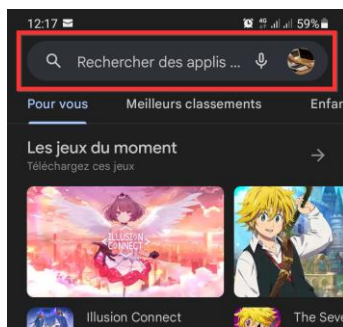 12:17 4G 59%
Rechercher des applis ...
Pour vous Meilleurs classements Enfan
Les jeux du moment
Téléchargez ces jeux
ILLUSION
CONNECT
Illusion Connect The Seve